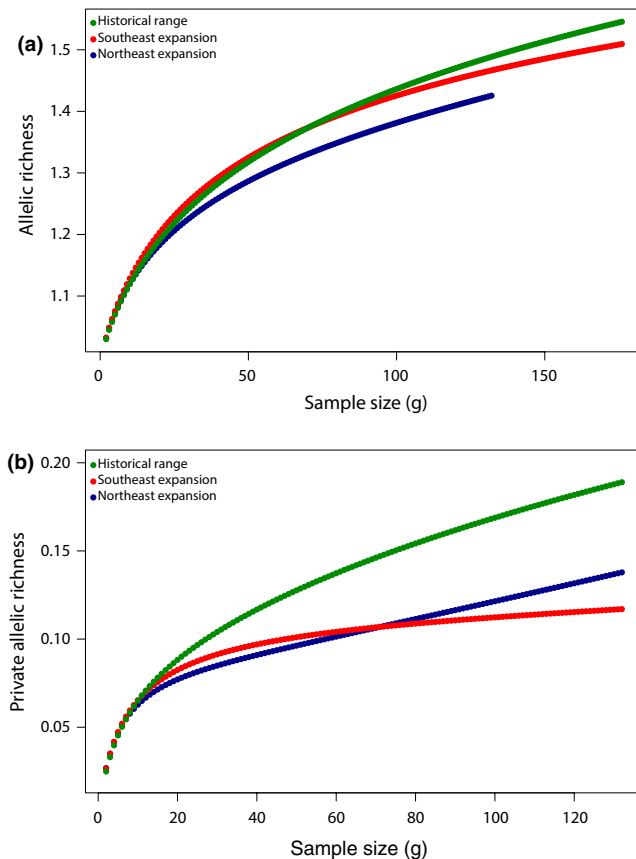 (a)
Historical range
Southeast expansion
Northeast expansion
1.5
1.4
1.3
1.2
1.1
Allelic richness
0
50
100
150
Sample size (g)
(b)
Historical range
Southeast expansion
Northeast expansion
0.20
0.15
0.10
0.05
Private allelic richness
0
20
40
60
80
100
120
Sample size (g)